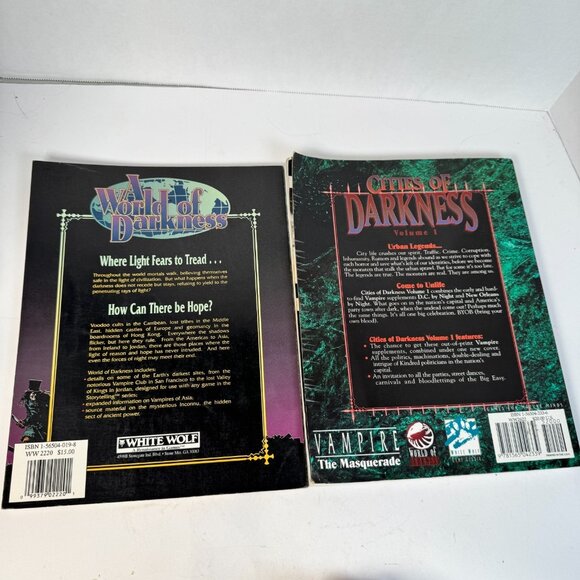 A
World of
Darkness
Where Light Fears to Tread . . .
Throughout the world mortals walk, believing themselves
safe in the light of civilization. But what happens when the
darkness does not recede but stays, refusing to yield to the
penetrating rays of light?
How Can There be Hope?
Voodoo cults in the Carribean, lost tribes in the Middle
East, hidden castles of Europe and geomancy in the
boardrooms of Hong Kong. Everywhere the shadows
flicker, but here they rule. From the Americas to Asia,
from Ireland to Jordan, there are those places where the
light of reason and hope has never intruded. And here
even the forces of night may meet their end.
World of Darkness includes:
• details on some of the Earth's darkest sites, from the
notorious Vampire Club in San Francisco to the lost Valley
of Kings in Jordan, designed for use with any game in the
Storytelling™ series;
• expanded information on Vampires of Asia;
• source material on the mysterious Inconnu, the hidden
sect of ancient power.
ISBN 1-56504-019-8
WW 2220 $15.00
WHITE WOLF
CITIES OF
DARKNESS
Volume 1
Urban Legends...
City life crushes our spirit. Traffic. Crime. Corruption.
Inhumanity. Rumors and legends abound as we strive to cope with
each horror and save what's left of our identities, before we become
the monsters that stalk the urban sprawl. But for some it's too late.
The legends are true. The monsters are real. They are among us.
Come to Unlife
Cities of Darkness Volume 1 combines the early and hard-
to-find Vampire supplements D.C. by Night and New Orleans
by Night. What goes on in the nation's capital and America's
party town after dark, when the undead come out? Perhaps much
the same things. It's all one big celebration. BYOB (bring your
own blood).
Cities of Darkness Volume 1 features:
• The chance to get these out-of-print Vampire
supplements, combined under one new cover.
• All the politics, machinations, double-dealing and
intrigue of Kindred politicians in the nation's
capital.
• An invitation to all the parties, street dances,
carnivals and bloodlettings of the Big Easy.
VAMPIRE
The Masquerade
WORLD OF
DARKNESS